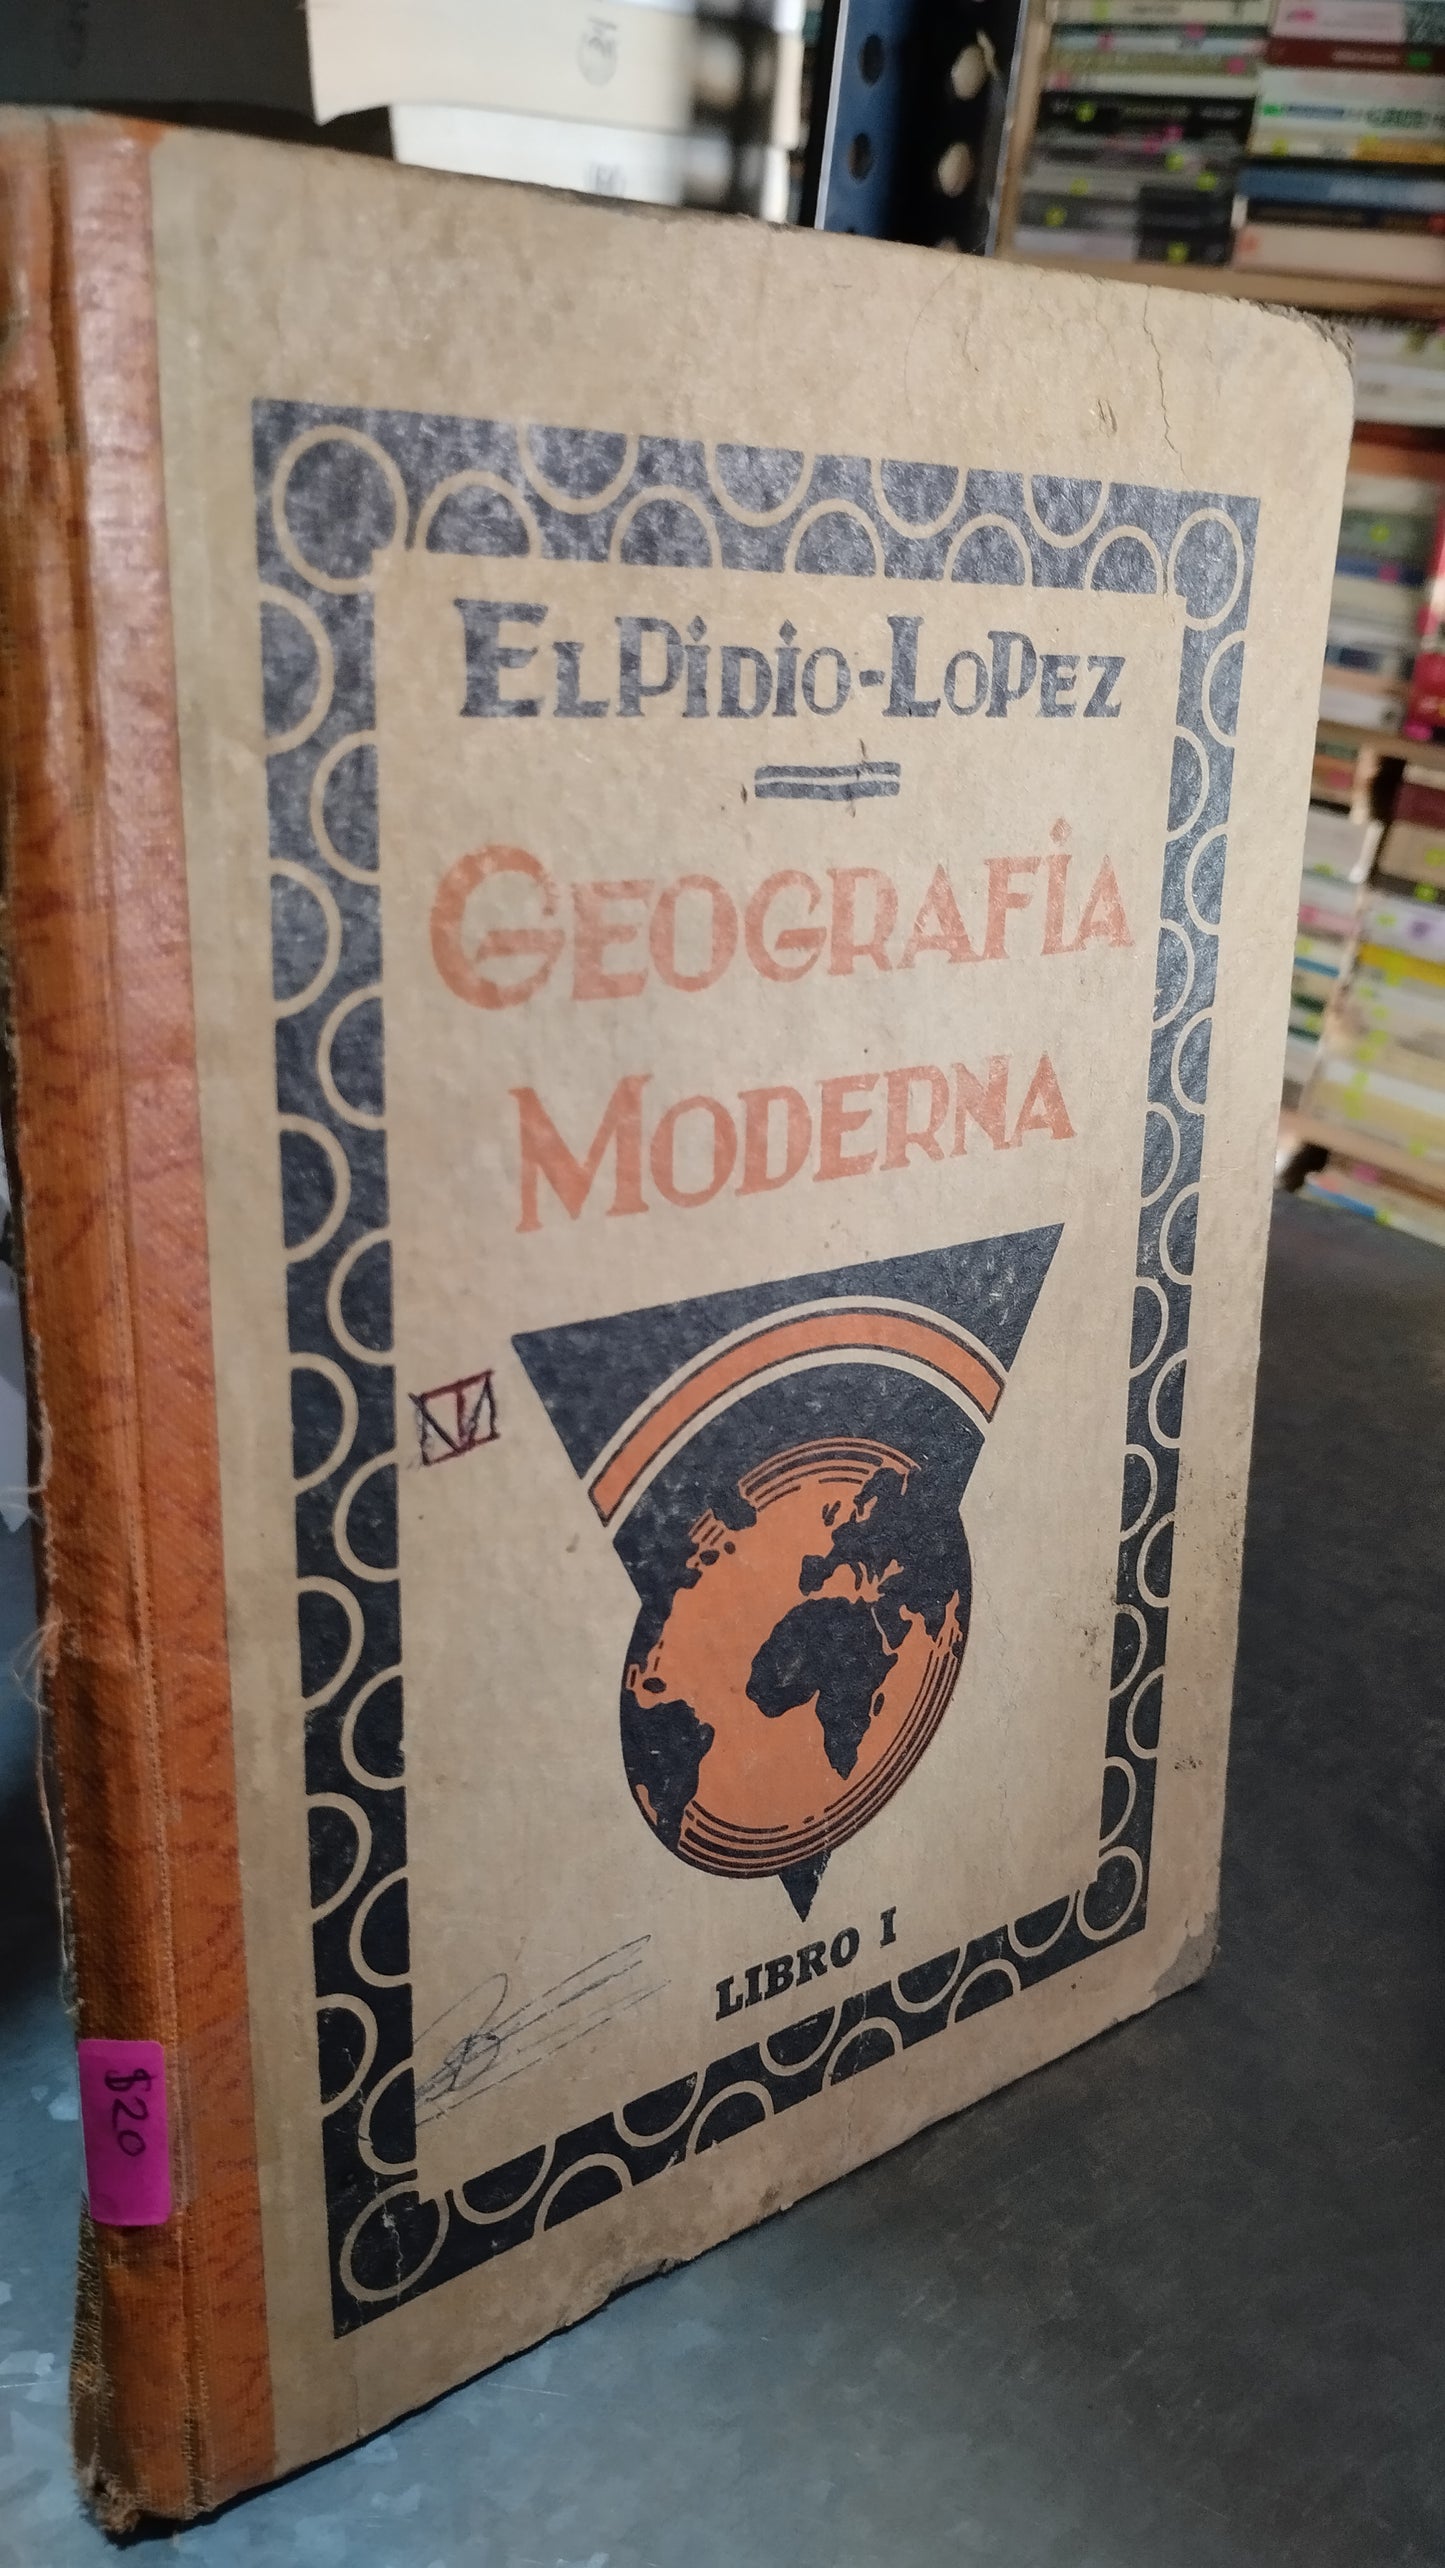 ELPIDIO-LOPEZ
GEOGRAFIA
MODERNA
LIBRO I
$20